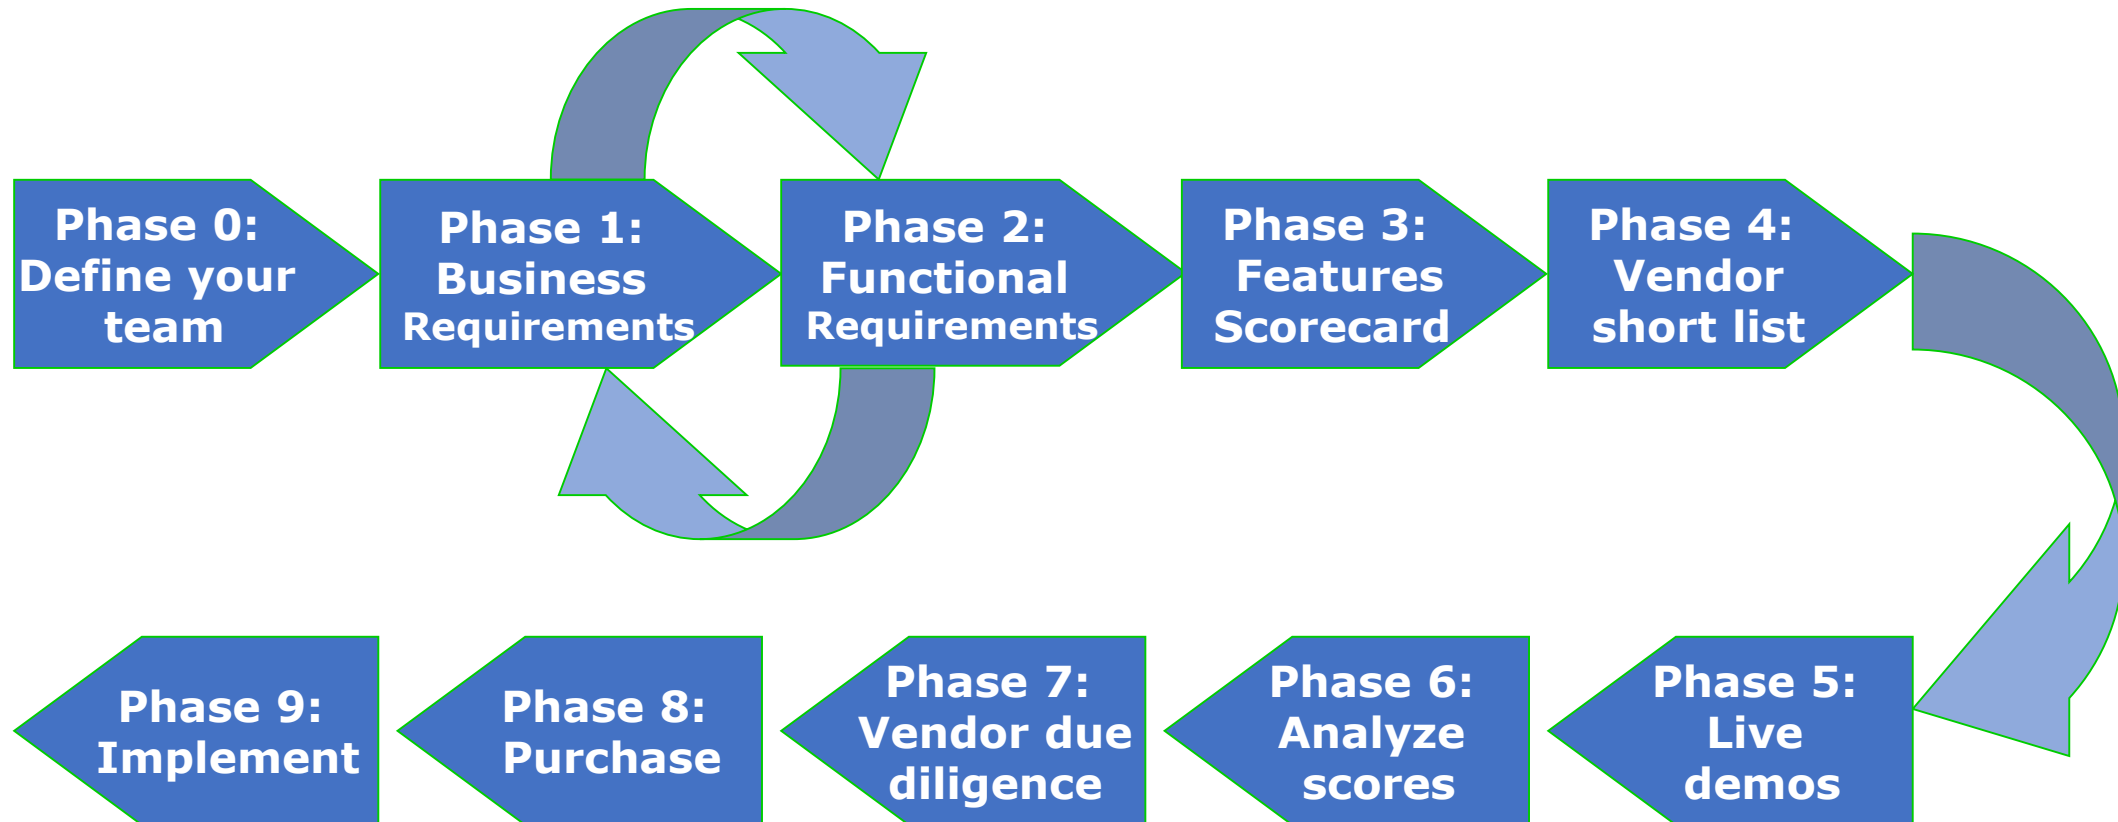 Phase 0:
Define your
team
Phase 1:
Business
Requirements
Phase 2:
Functional
Requirements
Phase 3:
Features
Scorecard
Phase 4:
Vendor
short list
Phase 5:
Live
demos
Phase 6:
Analyze
scores
Phase 7:
Vendor due
diligence
Phase 8:
Purchase
Phase 9:
Implement